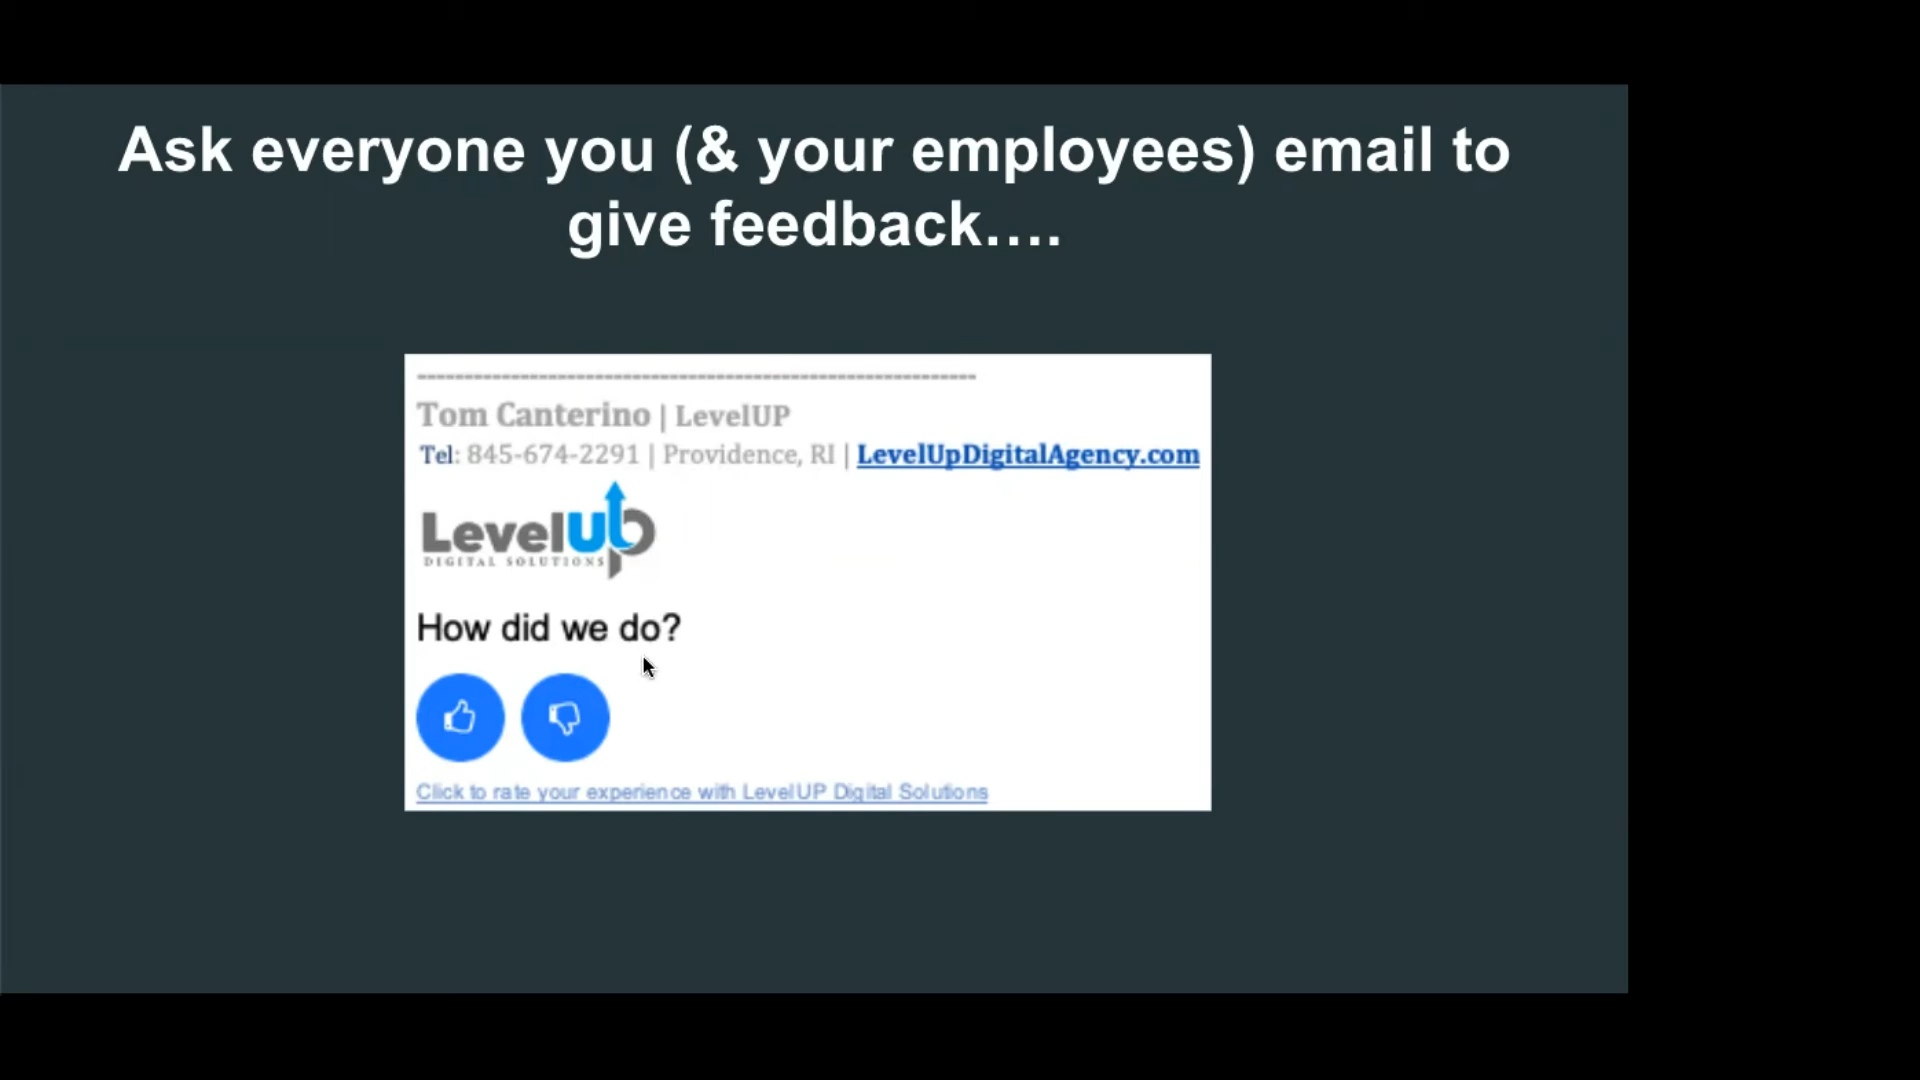 Ask everyone you (& your employees) email to
give feedback….
------------------------------------------------------------------------
Tom Canterino | LevelUP
Tel: 845-674-2291 | Providence, RI | LevelUpDigitalAgency.com
LevelUp
DIGITAL SOLUTIONS
How did we do?
Click to rate your experience with LevelUP Digital Solutions